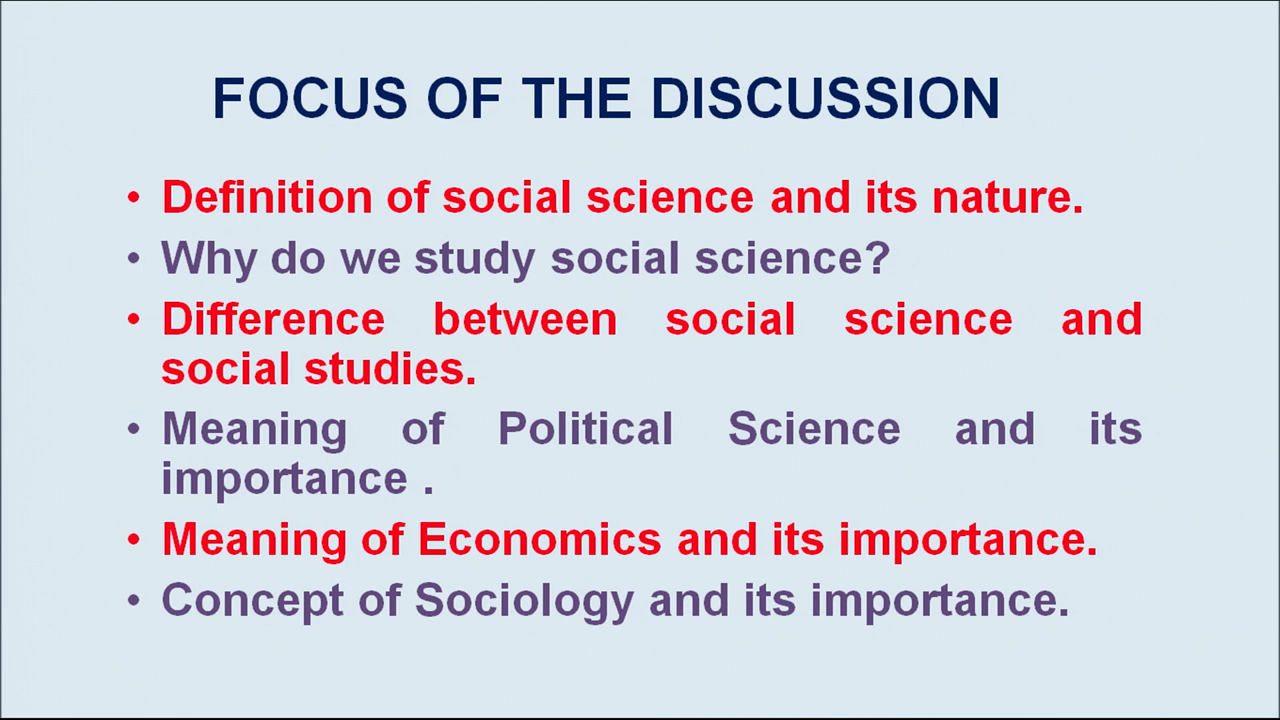 FOCUS OF THE DISCUSSION
• Definition of social science and its nature.
• Why do we study social science?
• Difference between social science and
social studies.
• Meaning of Political Science and its
importance .
• Meaning of Economics and its importance.
• Concept of Sociology and its importance.